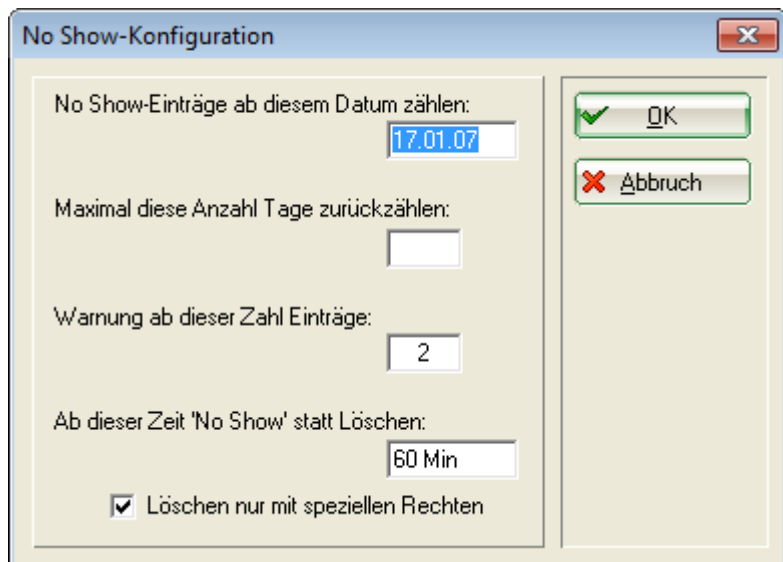 No Show-Konfiguration
No Show-Einträge ab diesem Datum zählen:
17.01.07
Maximal diese Anzahl Tage zurückzählen:
Warnung ab dieser Zahl Einträge:
2
Ab dieser Zeit 'No Show' statt Löschen:
60 Min
Löschen nur mit speziellen Rechten
OK
Abbruch